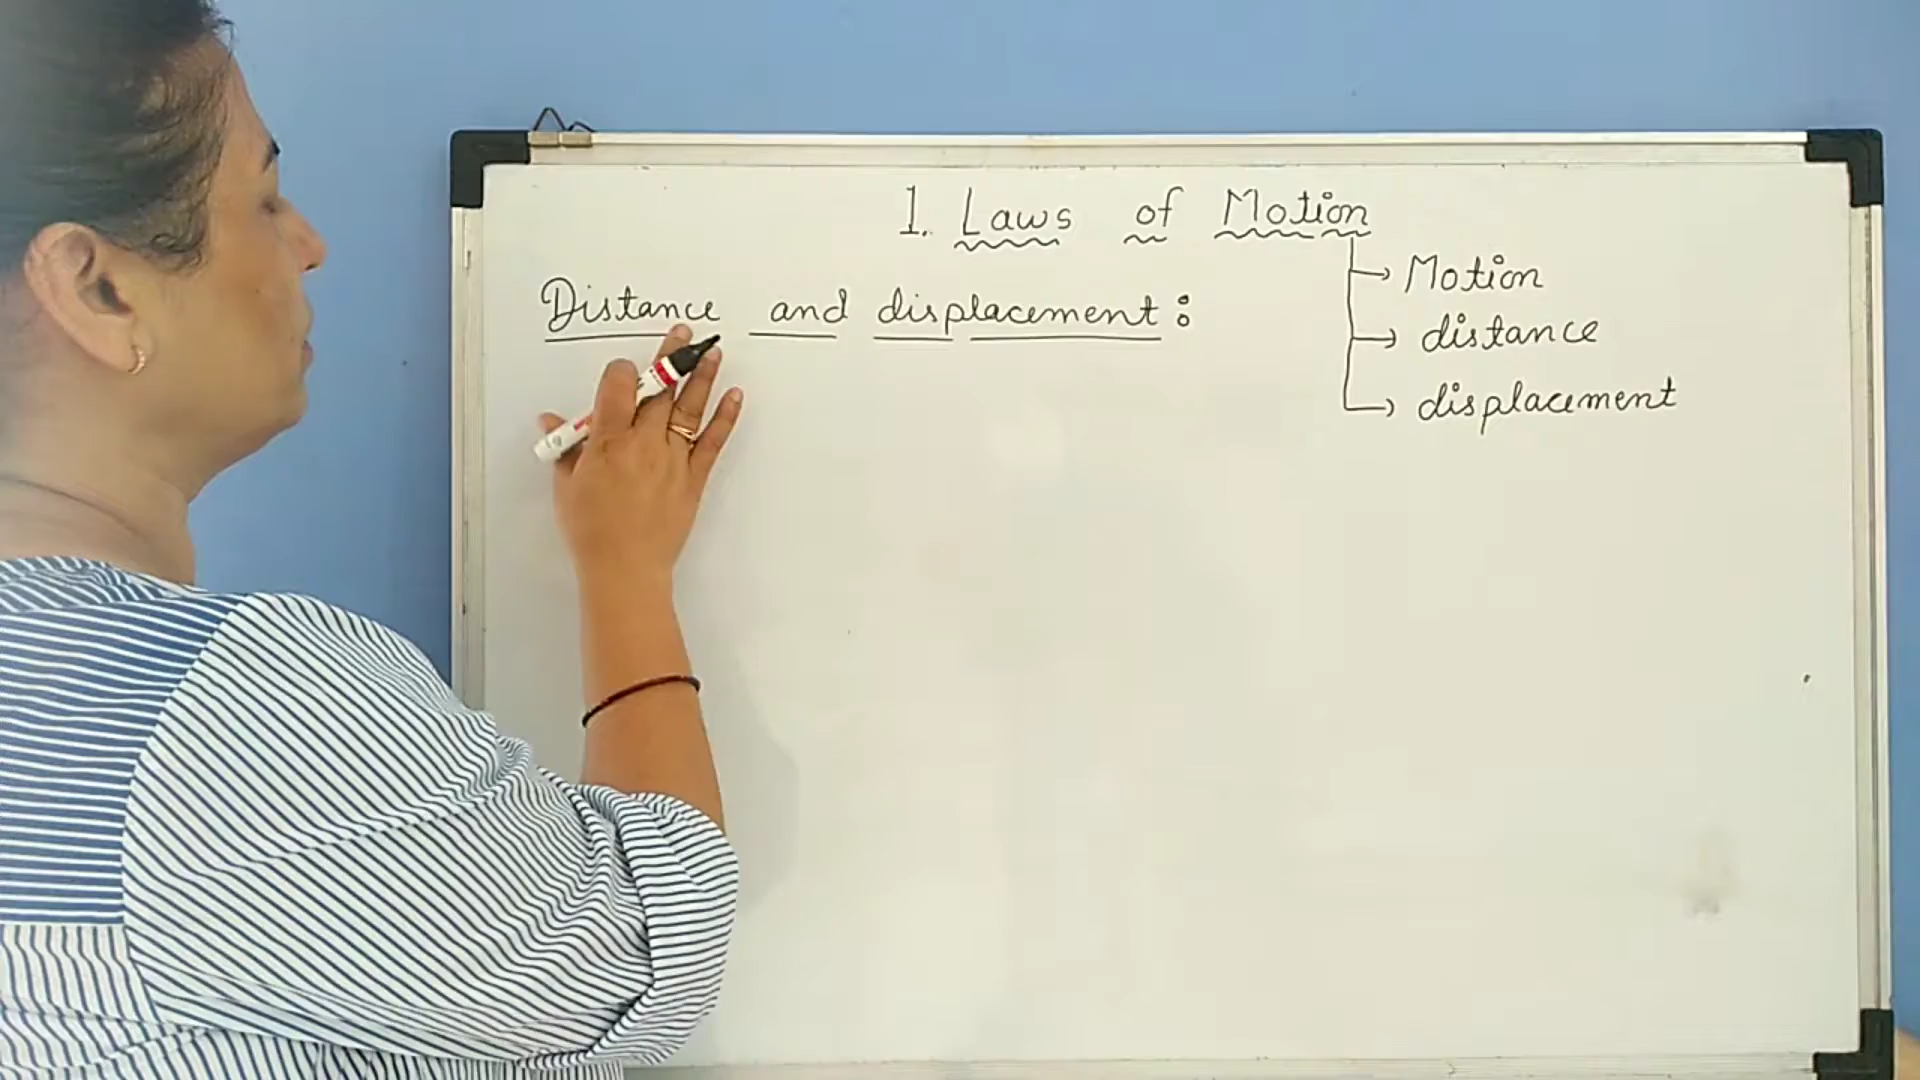 1. Laws of Motion
Motion
Distance and displacement:
distance
displacement